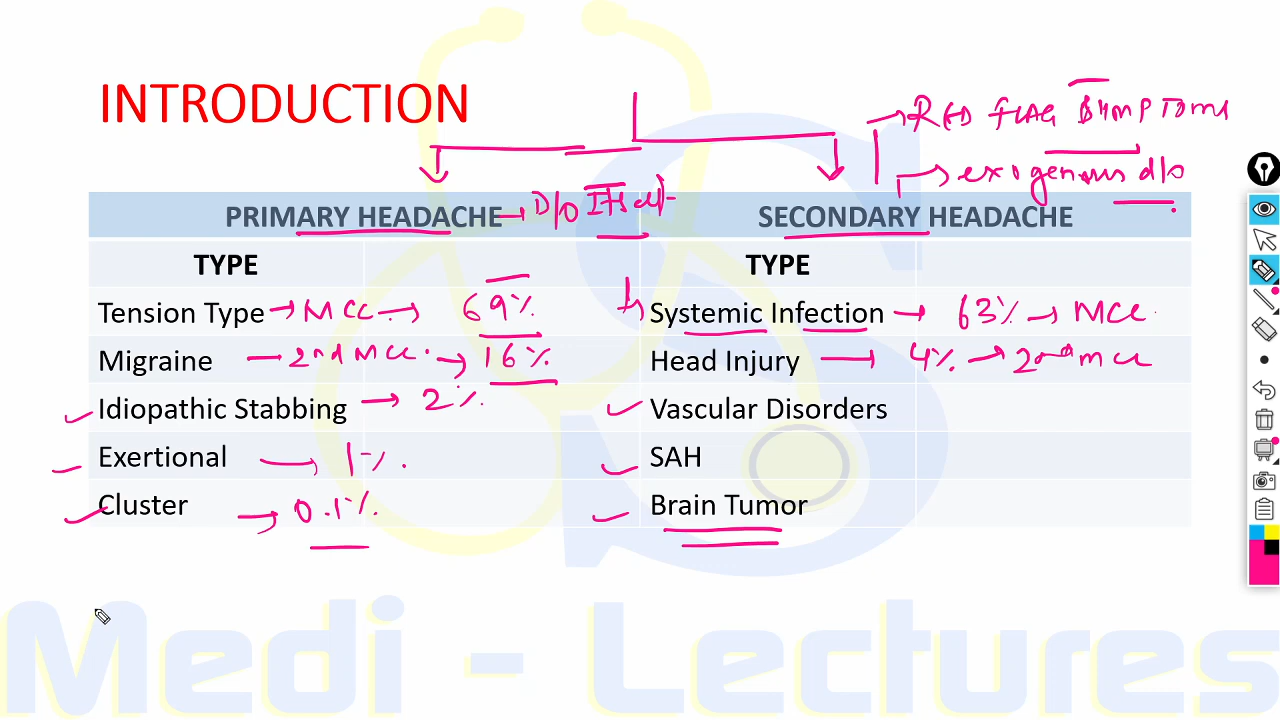 INTRODUCTION
RED FLAG SYMPTOMS
exogenous d/o
PRIMARY HEADACHE → D/O Itself
SECONDARY HEADACHE
TYPE
TYPE
Tension Type → MCC → 69%
Systemic Infection → 63% → MCC
Migraine → 2nd MCC → 16%
Head Injury → 4% → 2nd MCC
Idiopathic Stabbing → 2%
Vascular Disorders
Exertional → 1%
SAH
Cluster → 0.1%
Brain Tumor
Medi - Lectures